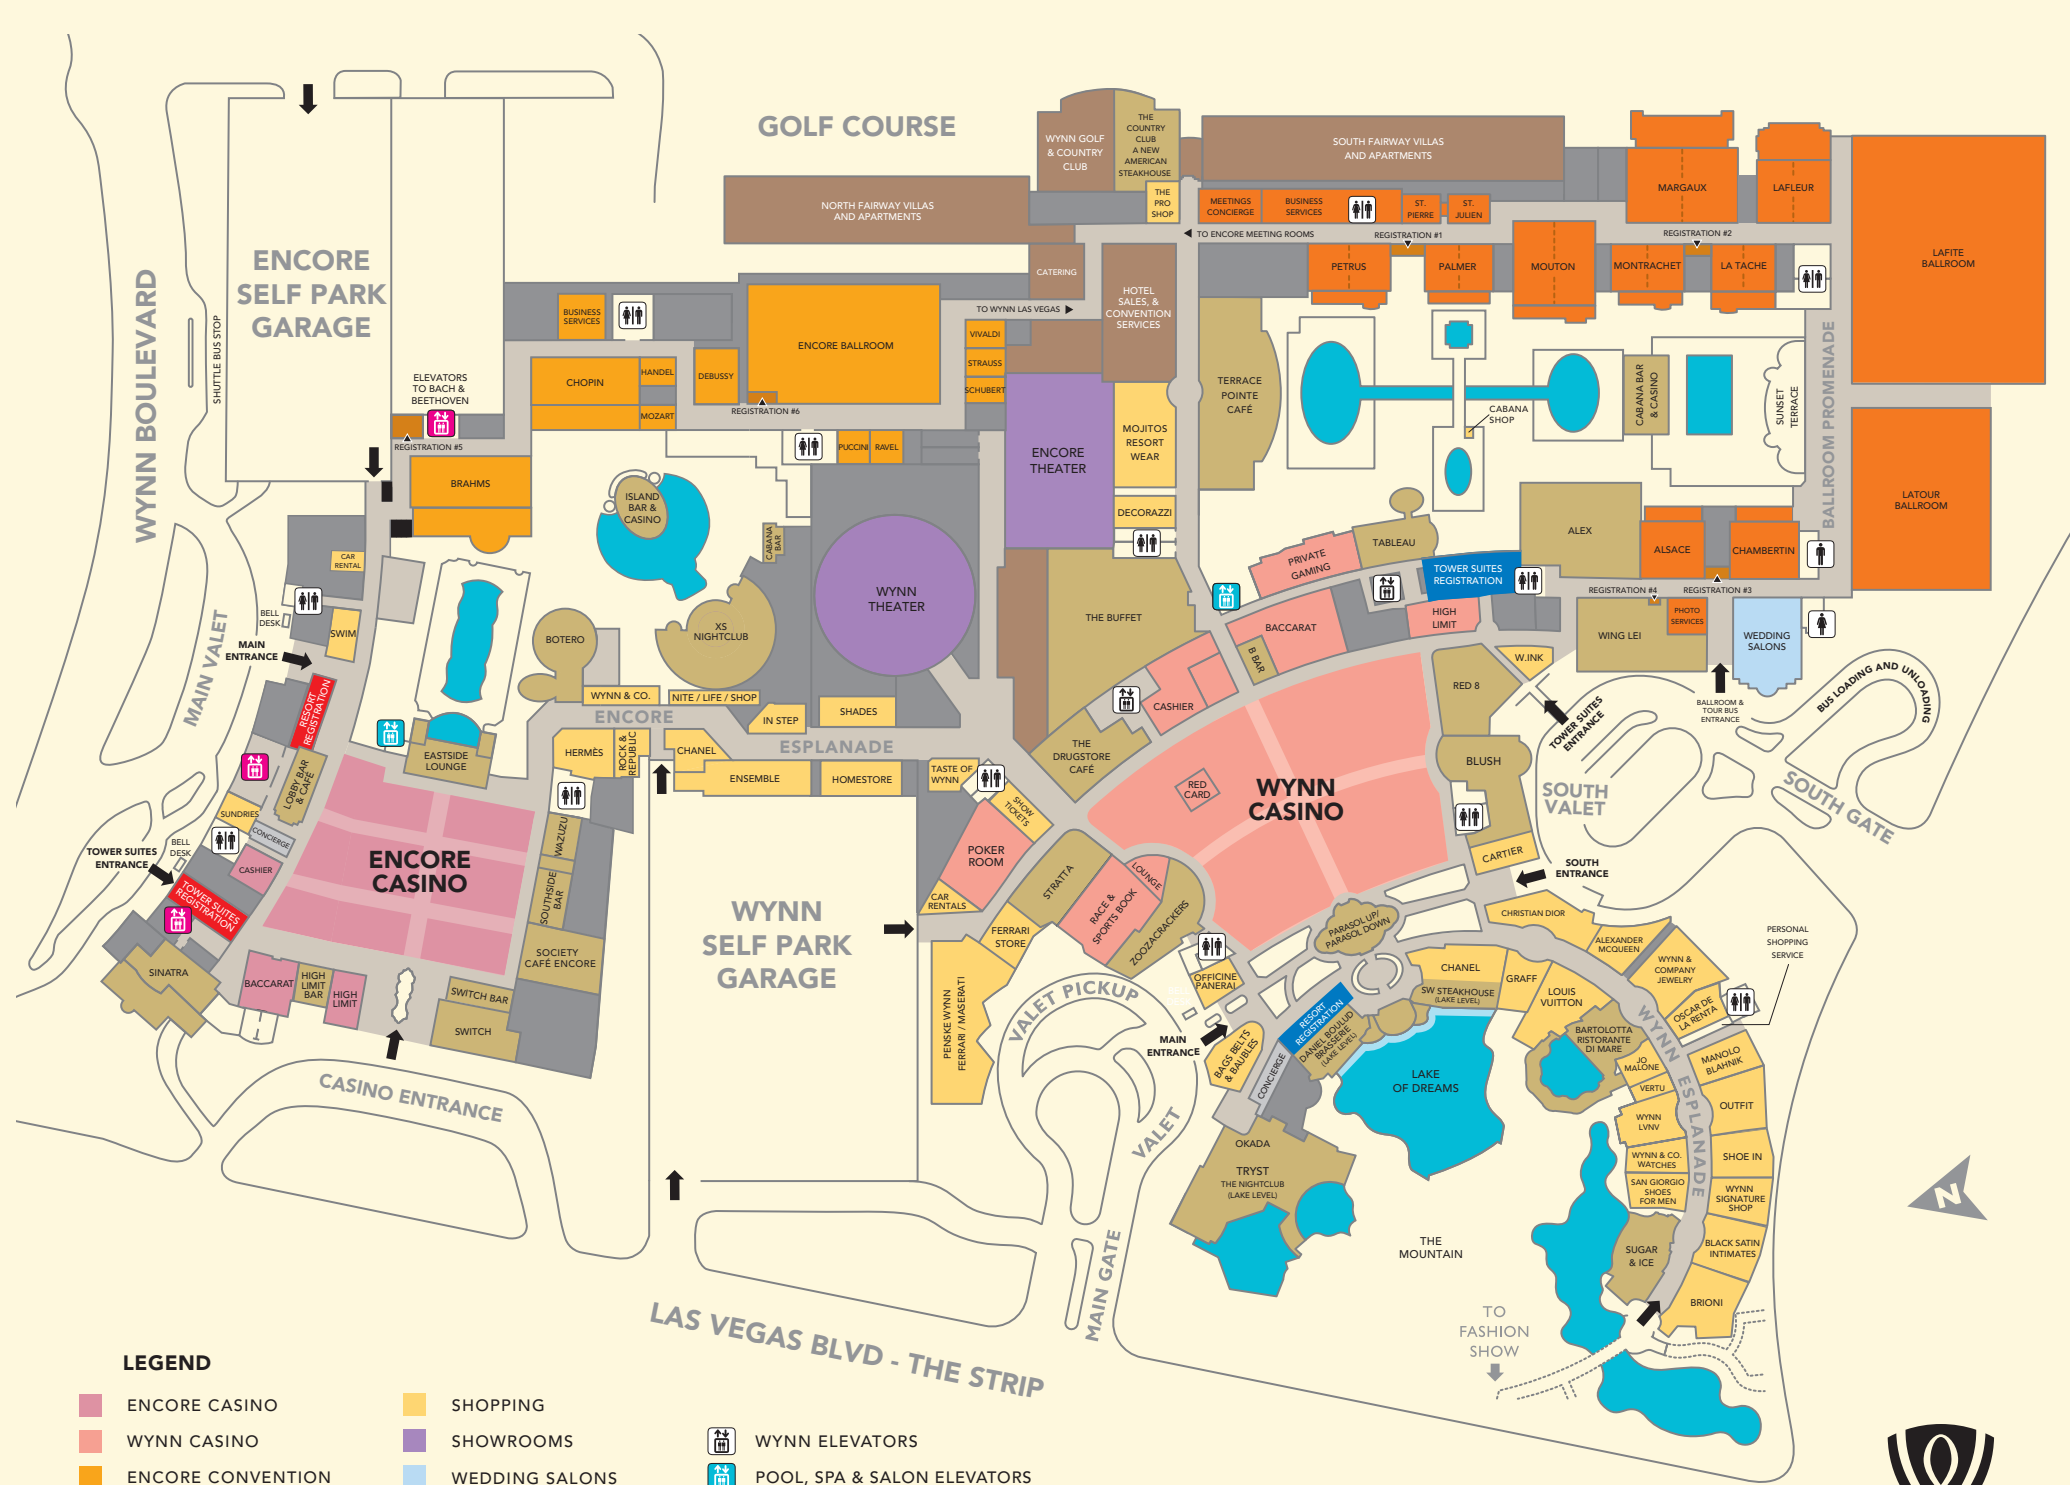 GOLF COURSE
WYNN GOLF
& COUNTRY
CLUB
THE
COUNTRY
CLUB
A NEW
AMERICAN
STEAKHOUSE
THE
PRO
SHOP
SOUTH FAIRWAY VILLAS
AND APARTMENTS
NORTH FAIRWAY VILLAS
AND APARTMENTS
MEETINGS
CONCIERGE
BUSINESS
SERVICES
ST.
PIERRE
ST.
JULIEN
MARGAUX
LAFLEUR
LAFITE
BALLROOM
TO ENCORE MEETING ROOMS
REGISTRATION #1
REGISTRATION #2
PETRUS
PALMER
MOUTON
MONTRACHET
LA TACHE
CATERING
HOTEL
SALES, &
CONVENTION
SERVICES
TO WYNN LAS VEGAS
WYNN BOULEVARD
ENCORE
SELF PARK
GARAGE
SHUTTLE BUS STOP
ELEVATORS
TO BACH &
BEETHOVEN
REGISTRATION #5
BUSINESS
SERVICES
CHOPIN
HANDEL
MOZART
DEBUSSY
ENCORE BALLROOM
REGISTRATION #6
VIVALDI
STRAUSS
SCHUBERT
PUCCINI
RAVEL
BRAHMS
ENCORE
THEATER
MOJITOS
RESORT
WEAR
DECORAZZI
TERRACE
POINTE
CAFÉ
CABANA
SHOP
CABANA BAR
& CASINO
SUNSET
TERRACE
BALLROOM PROMENADE
LATOUR
BALLROOM
ISLAND
BAR &
CASINO
CABANA
BAR
WYNN
THEATER
XS
NIGHTCLUB
BOTERO
WYNN & CO.
NITE / LIFE / SHOP
IN STEP
SHADES
ENCORE
ESPLANADE
HERMÈS
ROCK &
REPUBLIC
CHANEL
ENSEMBLE
HOMESTORE
CAR
RENTAL
BELL
DESK
SWIM
MAIN
ENTRANCE
MAIN VALET
RESORT
REGISTRATION
EASTSIDE
LOUNGE
LOBBY BAR
& CAFÉ
SUNDRIES
CONCIERGE
BELL
DESK
CASHIER
TOWER SUITES
ENTRANCE
TOWER SUITES
REGISTRATION
SINATRA
ENCORE
CASINO
WAZUZU
SOUTHSIDE
BAR
SOCIETY
CAFÉ ENCORE
BACCARAT
HIGH
LIMIT
BAR
HIGH
LIMIT
SWITCH BAR
SWITCH
CASINO ENTRANCE
THE BUFFET
THE
DRUGSTORE
CAFÉ
PRIVATE
GAMING
TABLEAU
TOWER SUITES
REGISTRATION
BACCARAT
HIGH
LIMIT
B BAR
CASHIER
RED
CARD
WYNN
CASINO
ALEX
ALSACE
CHAMBERTIN
REGISTRATION #4
REGISTRATION #3
WING LEI
PHOTO
SERVICES
WEDDING
SALONS
W.INK
RED 8
BLUSH
CARTIER
TOWER SUITES
ENTRANCE
BALLROOM &
TOUR BUS
ENTRANCE
BUS LOADING AND UNLOADING
SOUTH
VALET
SOUTH GATE
SOUTH
ENTRANCE
TASTE OF
WYNN
SHOW
TICKETS
POKER
ROOM
CAR
RENTALS
STRATTA
RACE &
SPORTS BOOK
LOUNGE
ZOOZACRACKERS
FERRARI
STORE
PENSKE WYNN
FERRARI / MASERATI
WYNN
SELF PARK
GARAGE
VALET PICKUP
VALET
MAIN
ENTRANCE
OFFICINE
PANERAI
BAGS BELTS
& BAUBLES
CONCIERGE
RESORT
REGISTRATION
DANIEL BOULUD
BRASSERIE
(LAKE LEVEL)
PARASOL UP/
PARASOL DOWN
CHANEL
SW STEAKHOUSE
(LAKE LEVEL)
GRAFF
LOUIS
VUITTON
CHRISTIAN DIOR
ALEXANDER
MCQUEEN
WYNN &
COMPANY
JEWELRY
OSCAR DE
LA RENTA
PERSONAL
SHOPPING
SERVICE
LAKE
OF DREAMS
BARTOLOTTA
RISTORANTE
DI MARE
WYNN ESPLANADE
JO
MALONE
VERTU
WYNN
LVNV
WYNN & CO.
WATCHES
SAN GIORGIO
SHOES
FOR MEN
MANOLO
BLAHNIK
OUTFIT
SHOE IN
WYNN
SIGNATURE
SHOP
BLACK SATIN
INTIMATES
BRIONI
SUGAR
& ICE
OKADA
TRYST
THE NIGHTCLUB
(LAKE LEVEL)
THE
MOUNTAIN
TO
FASHION
SHOW
N
MAIN GATE
LAS VEGAS BLVD - THE STRIP
LEGEND
ENCORE CASINO
WYNN CASINO
ENCORE CONVENTION
SHOPPING
SHOWROOMS
WEDDING SALONS
WYNN ELEVATORS
POOL, SPA & SALON ELEVATORS